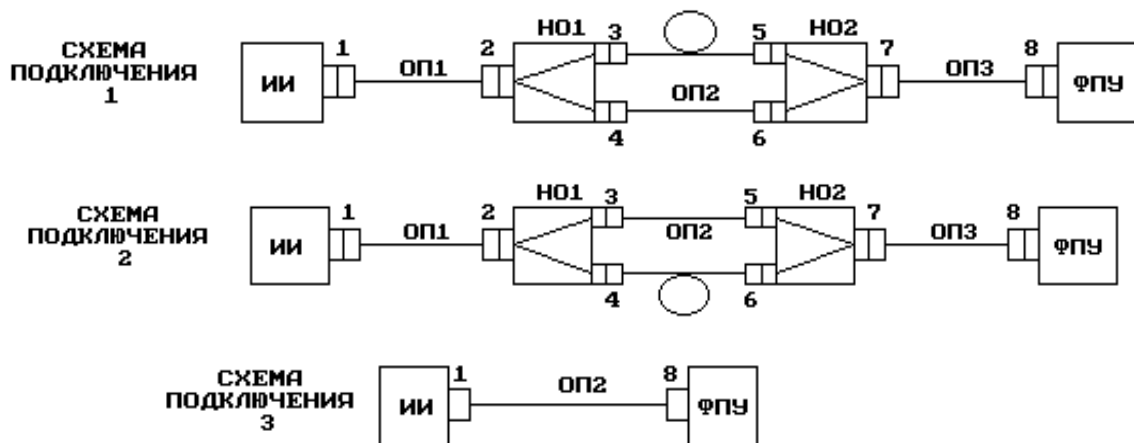 СХЕМА
ПОДКЛЮЧЕНИЯ
1
ИИ
1
ОП1
2
НО1
3
4
ОП2
5
6
НО2
7
ОП3
8
ФПУ
СХЕМА
ПОДКЛЮЧЕНИЯ
2
ИИ
1
ОП1
2
НО1
3
4
ОП2
5
6
НО2
7
ОП3
8
ФПУ
СХЕМА
ПОДКЛЮЧЕНИЯ
3
ИИ
1
ОП2
8
ФПУ